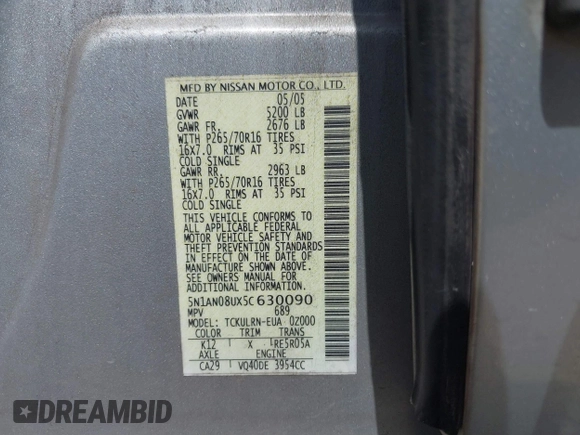 MFD BY NISSAN MOTOR CO., LTD.
DATE 05/05
GVWR 5200 LB
GAWR FR. 2676 LB
WITH P265/70R16 TIRES
16X7.0 RIMS AT 35 PSI
COLD SINGLE
GAWR RR. 2963 LB
WITH P265/70R16 TIRES
16X7.0 RIMS AT 35 PSI
COLD SINGLE
THIS VEHICLE CONFORMS TO
ALL APPLICABLE FEDERAL
MOTOR VEHICLE SAFETY AND
THEFT PREVENTION STANDARDS
IN EFFECT ON THE DATE OF
MANUFACTURE SHOWN ABOVE.
SEE OWNERS MANUAL FOR
ADDITIONAL INFORMATION.
5N1AN08UX5C630090
MPV 689
MODEL: TCKULRN-EUA 0Z000
COLOR TRIM TRANS
K12 X RE5R05A
AXLE ENGINE
CA29 VQ40DE 3954CC
DREAMBID